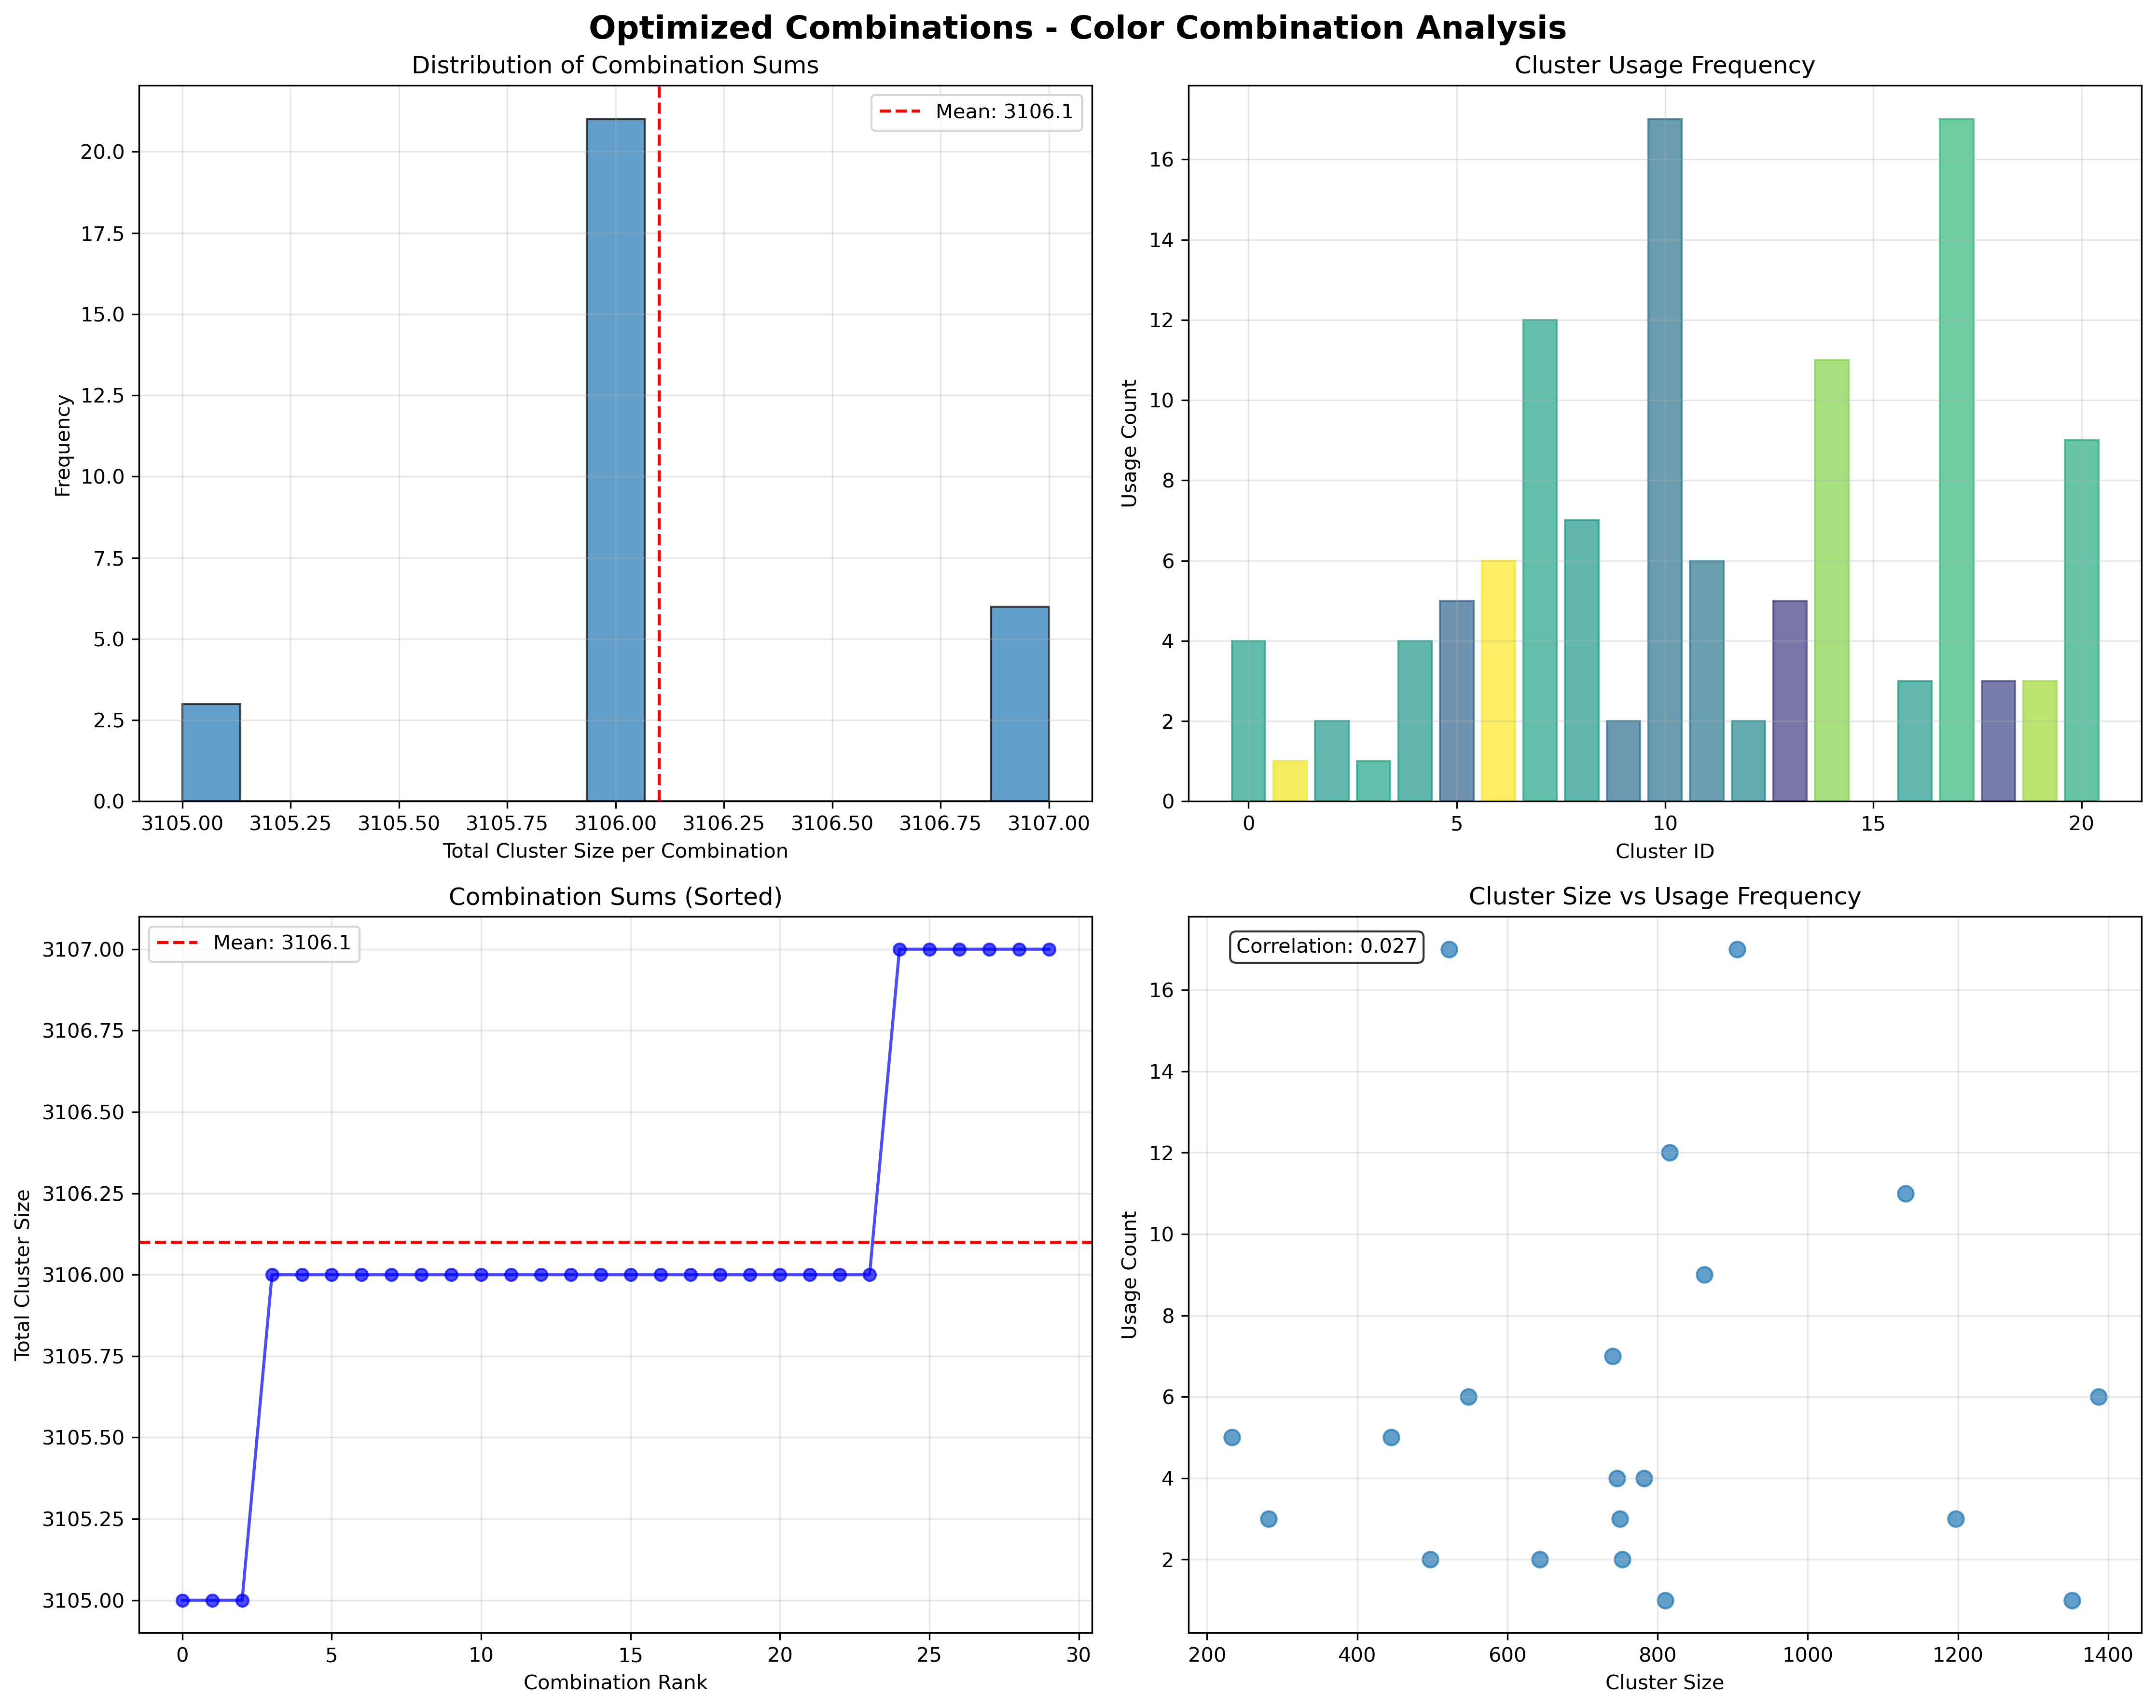 Optimized Combinations - Color Combination Analysis
Distribution of Combination Sums
Mean: 3106.1
Frequency
20.0
17.5
15.0
12.5
10.0
7.5
5.0
2.5
0.0
3105.00 3105.25 3105.50 3105.75 3106.00 3106.25 3106.50 3106.75 3107.00
Total Cluster Size per Combination
Cluster Usage Frequency
Usage Count
16
14
12
10
8
6
4
2
0
0 5 10 15 20
Cluster ID
Combination Sums (Sorted)
Mean: 3106.1
Total Cluster Size
3107.00
3106.75
3106.50
3106.25
3106.00
3105.75
3105.50
3105.25
3105.00
0 5 10 15 20 25 30
Combination Rank
Cluster Size vs Usage Frequency
Correlation: 0.027
Usage Count
16
14
12
10
8
6
4
2
200 400 600 800 1000 1200 1400
Cluster Size